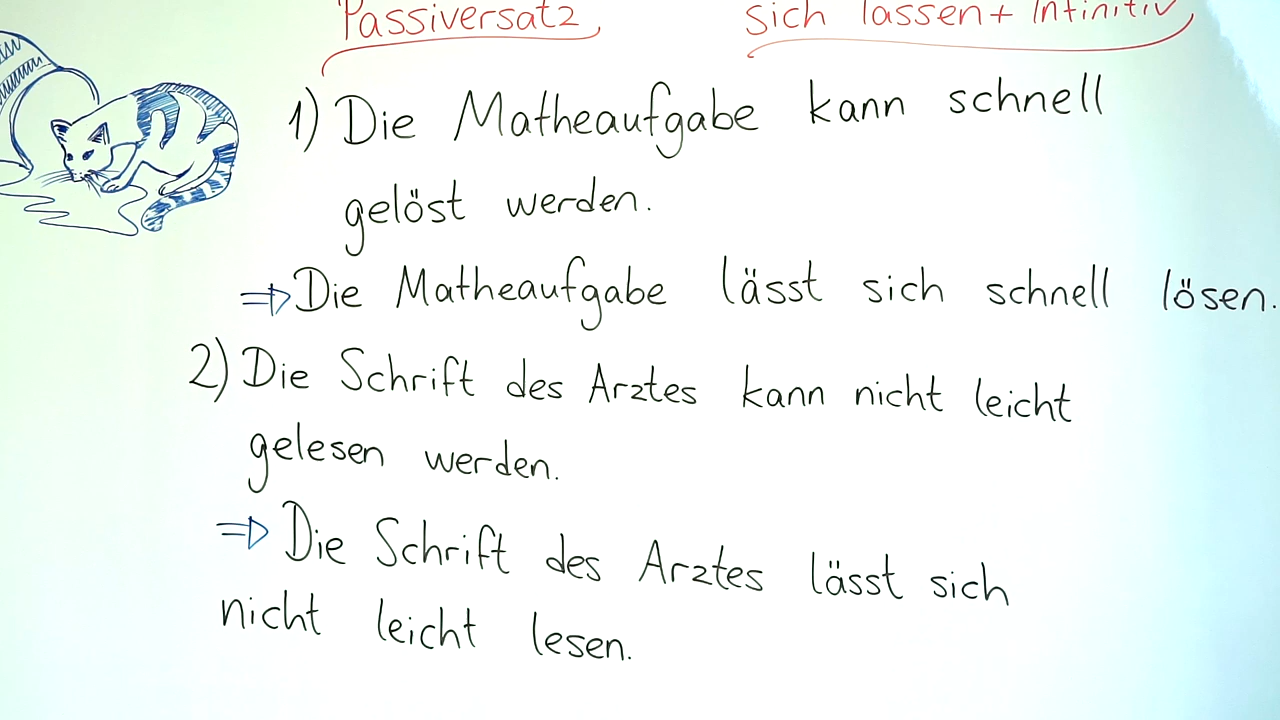 Passiversatz sich lassen + Infinitiv
1) Die Matheaufgabe kann schnell
gelöst werden.
⇒ Die Matheaufgabe lässt sich schnell lösen.
2) Die Schrift des Arztes kann nicht leicht
gelesen werden.
⇒ Die Schrift des Arztes lässt sich
nicht leicht lesen.